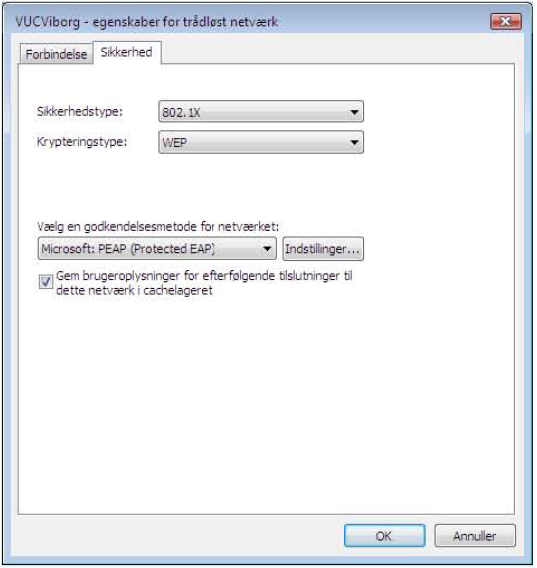 VUCViborg - egenskaber for trådløst netværk
Forbindelse
Sikkerhed
Sikkerhedstype:
802.1X
Krypteringstype:
WEP
Vælg en godkendelsesmetode for netværket:
Microsoft: PEAP (Protected EAP)
Indstillinger...
Gem brugeroplysninger for efterfølgende tilslutninger til
dette netværk i cachelageret
OK
Annuller